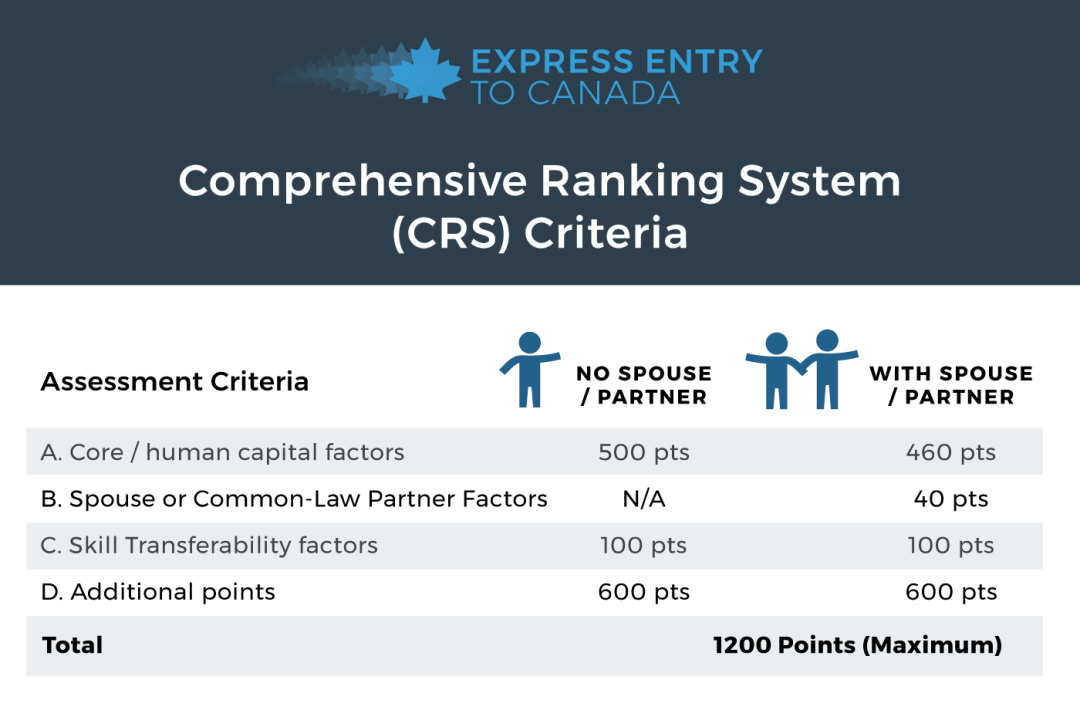 EXPRESS ENTRY
TO CANADA
Comprehensive Ranking System
(CRS) Criteria
Assessment Criteria
NO SPOUSE
/ PARTNER
WITH SPOUSE
/ PARTNER
A. Core / human capital factors 500 pts 460 pts
B. Spouse or Common-Law Partner Factors N/A 40 pts
C. Skill Transferability factors 100 pts 100 pts
D. Additional points 600 pts 600 pts
Total 1200 Points (Maximum)